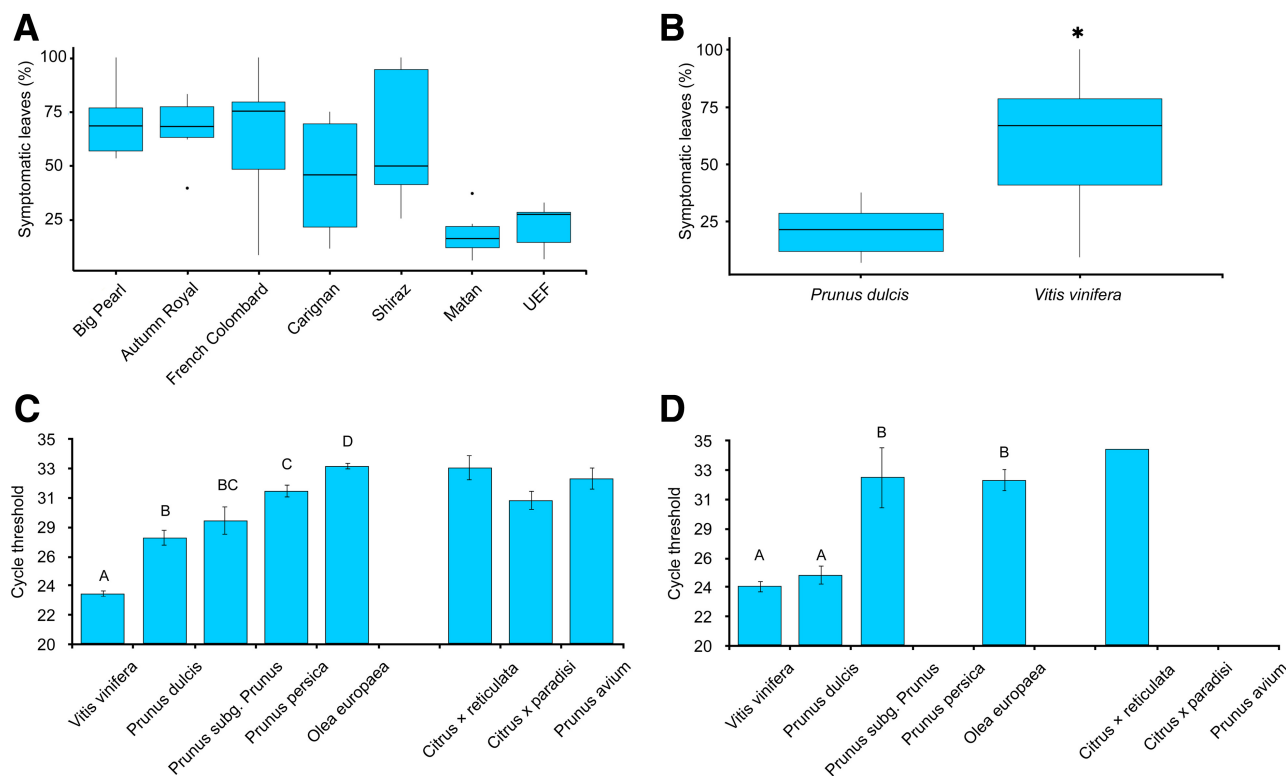 A
Symptomatic leaves (%)
100
75
50
25
Big Pearl
Autumn Royal
French Colombard
Carignan
Shiraz
Matan
UEF
B
Symptomatic leaves (%)
100
75
50
25
*
Prunus dulcis
Vitis vinifera
C
Cycle threshold
35
33
31
29
26
24
22
20
A
B
BC
C
D
Vitis vinifera
Prunus dulcis
Prunus subg. Prunus
Prunus persica
Olea europaea
Citrus × reticulata
Citrus x paradisi
Prunus avium
D
Cycle threshold
35
33
31
29
26
24
22
20
A
A
B
B
Vitis vinifera
Prunus dulcis
Prunus subg. Prunus
Prunus persica
Olea europaea
Citrus × reticulata
Citrus x paradisi
Prunus avium